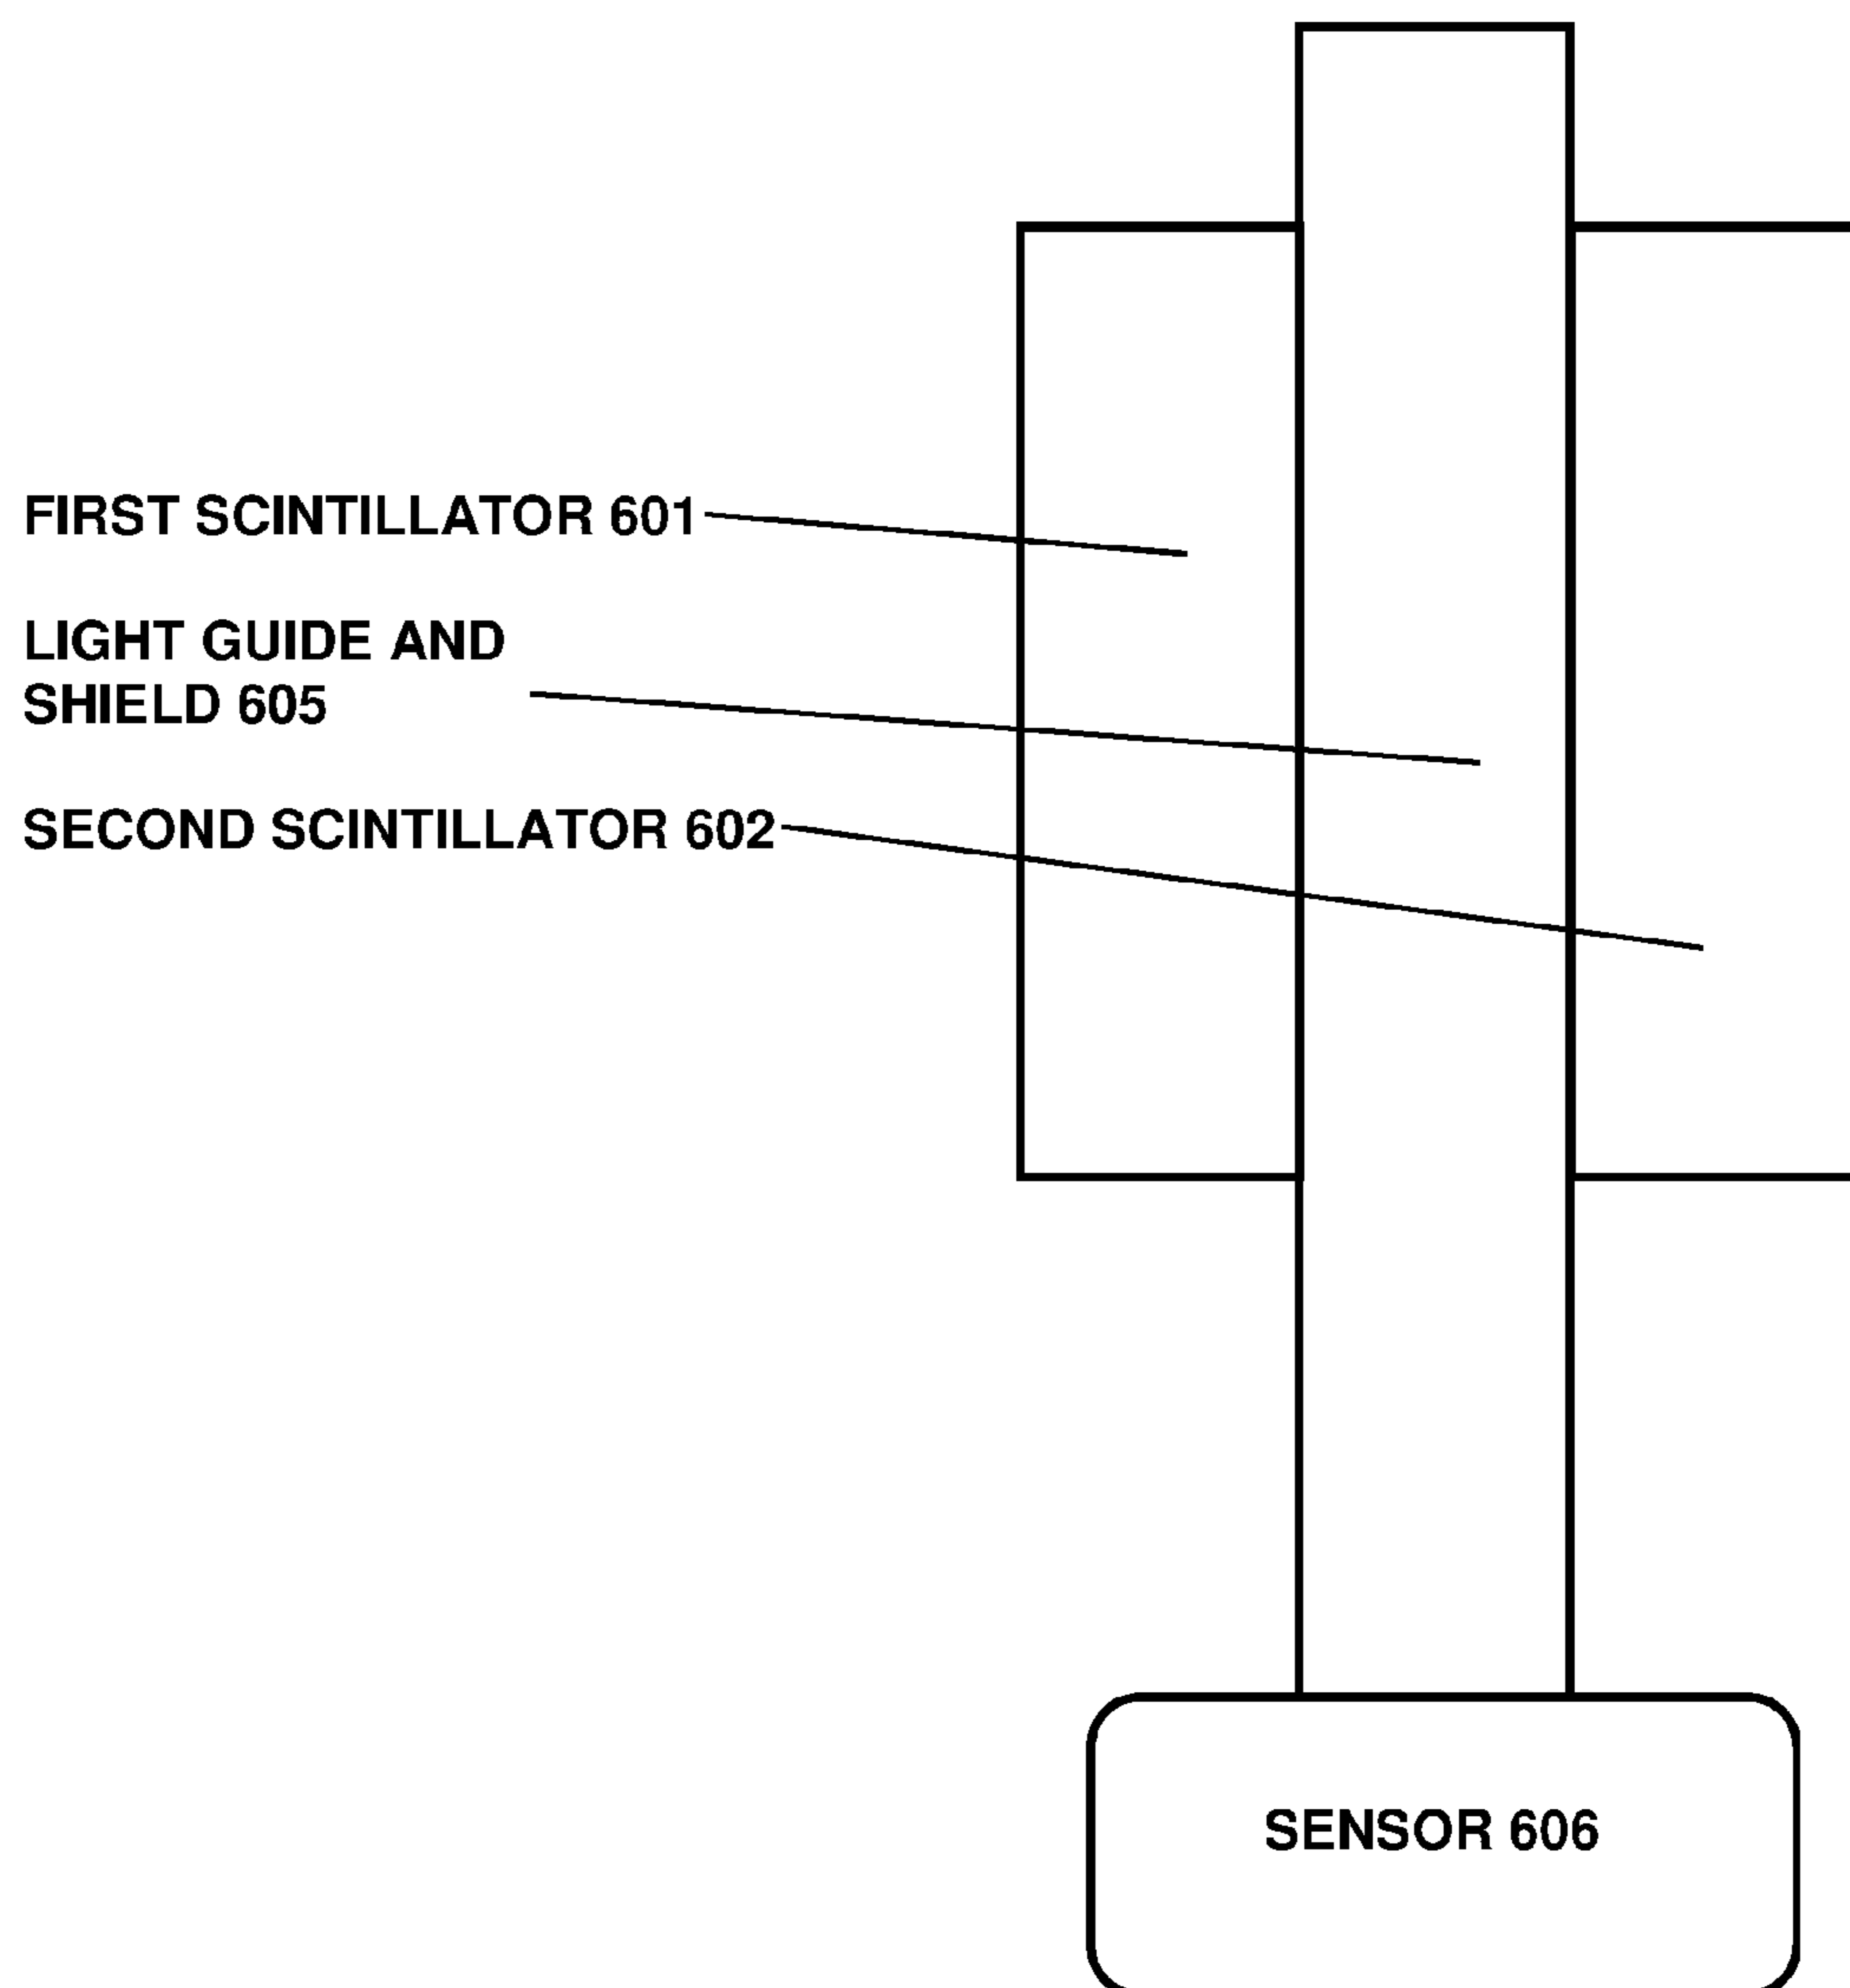 FIRST SCINTILLATOR 601
LIGHT GUIDE AND
SHIELD 605
SECOND SCINTILLATOR 602
SENSOR 606